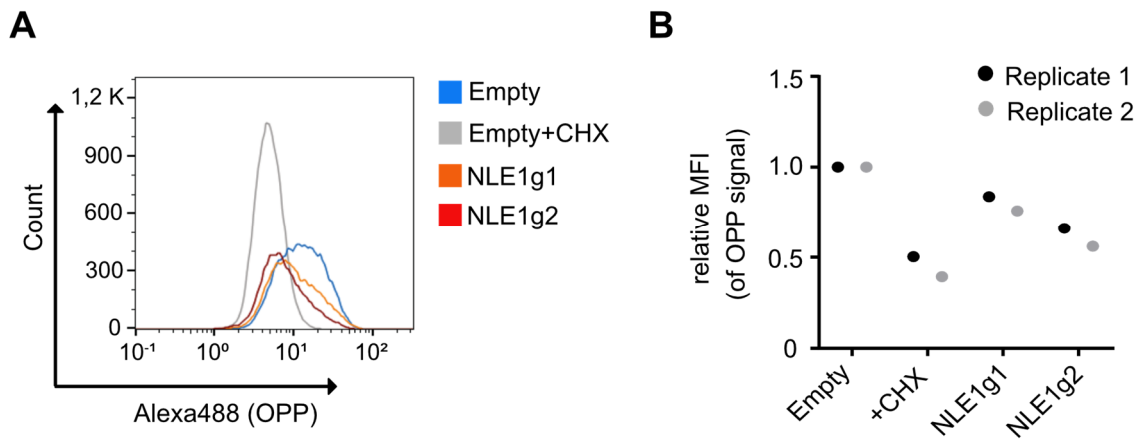 A
Count
1,2 K
900
600
300
0
10-1
10⁰
10¹
10²
Alexa488 (OPP)
Empty
Empty+CHX
NLE1g1
NLE1g2
B
relative MFI
(of OPP signal)
1.5
1.0
0.5
0
Replicate 1
Replicate 2
Empty
+CHX
NLE1g1
NLE1g2